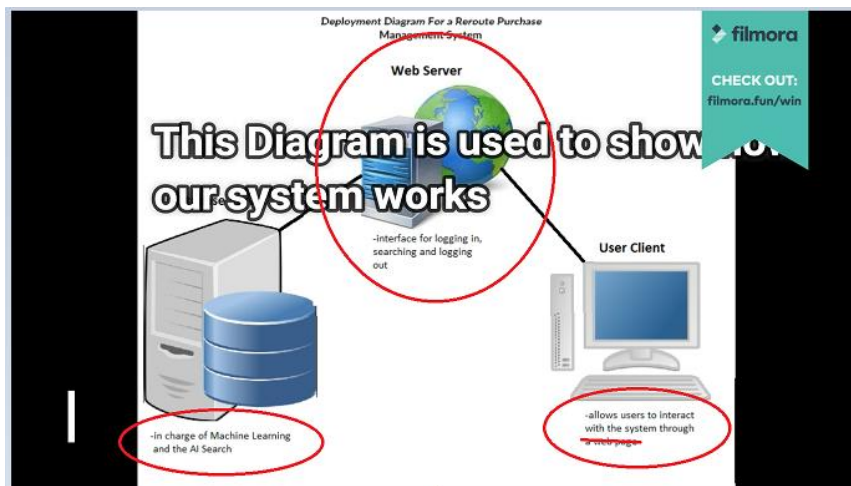 Deployment Diagram For a Reroute Purchase
Management System
filmora
CHECK OUT:
filmora.fun/win
Web Server
This Diagram is used to show
our system works
-interface for logging in,
searching and logging
out
User Client
-in charge of Machine Learning
and the AI Search
-allows users to interact
with the system through
a web page